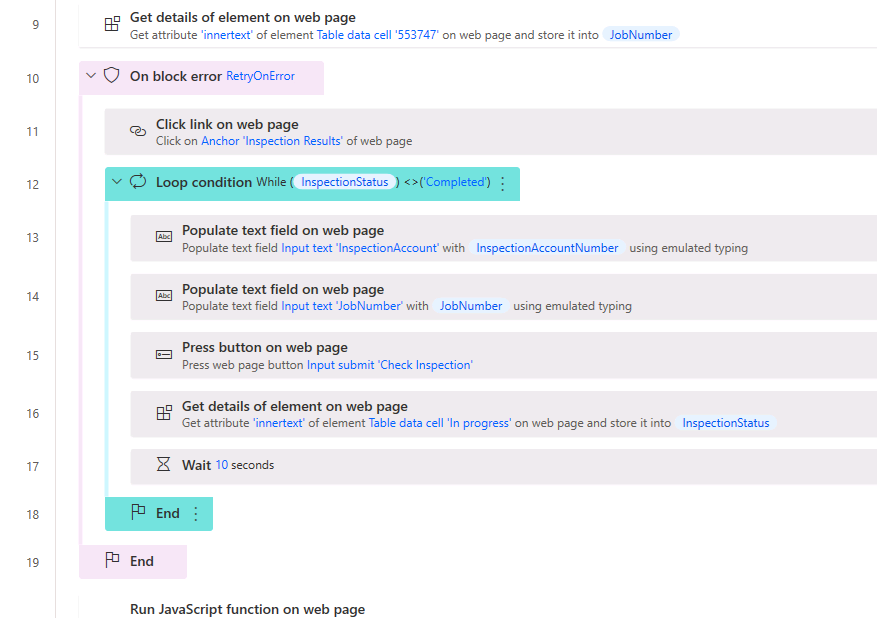 9
Get details of element on web page
Get attribute 'innertext' of element Table data cell '553747' on web page and store it into JobNumber
10
On block error RetryOnError
11
Click link on web page
Click on Anchor 'Inspection Results' of web page
12
Loop condition While ( InspectionStatus ) <>('Completed')
13
Abc
Populate text field on web page
Populate text field Input text 'InspectionAccount' with InspectionAccountNumber using emulated typing
14
Abc
Populate text field on web page
Populate text field Input text 'JobNumber' with JobNumber using emulated typing
15
Press button on web page
Press web page button Input submit 'Check Inspection'
16
Get details of element on web page
Get attribute 'innertext' of element Table data cell 'In progress' on web page and store it into InspectionStatus
17
Wait 10 seconds
18
End
19
End
Run JavaScript function on web page